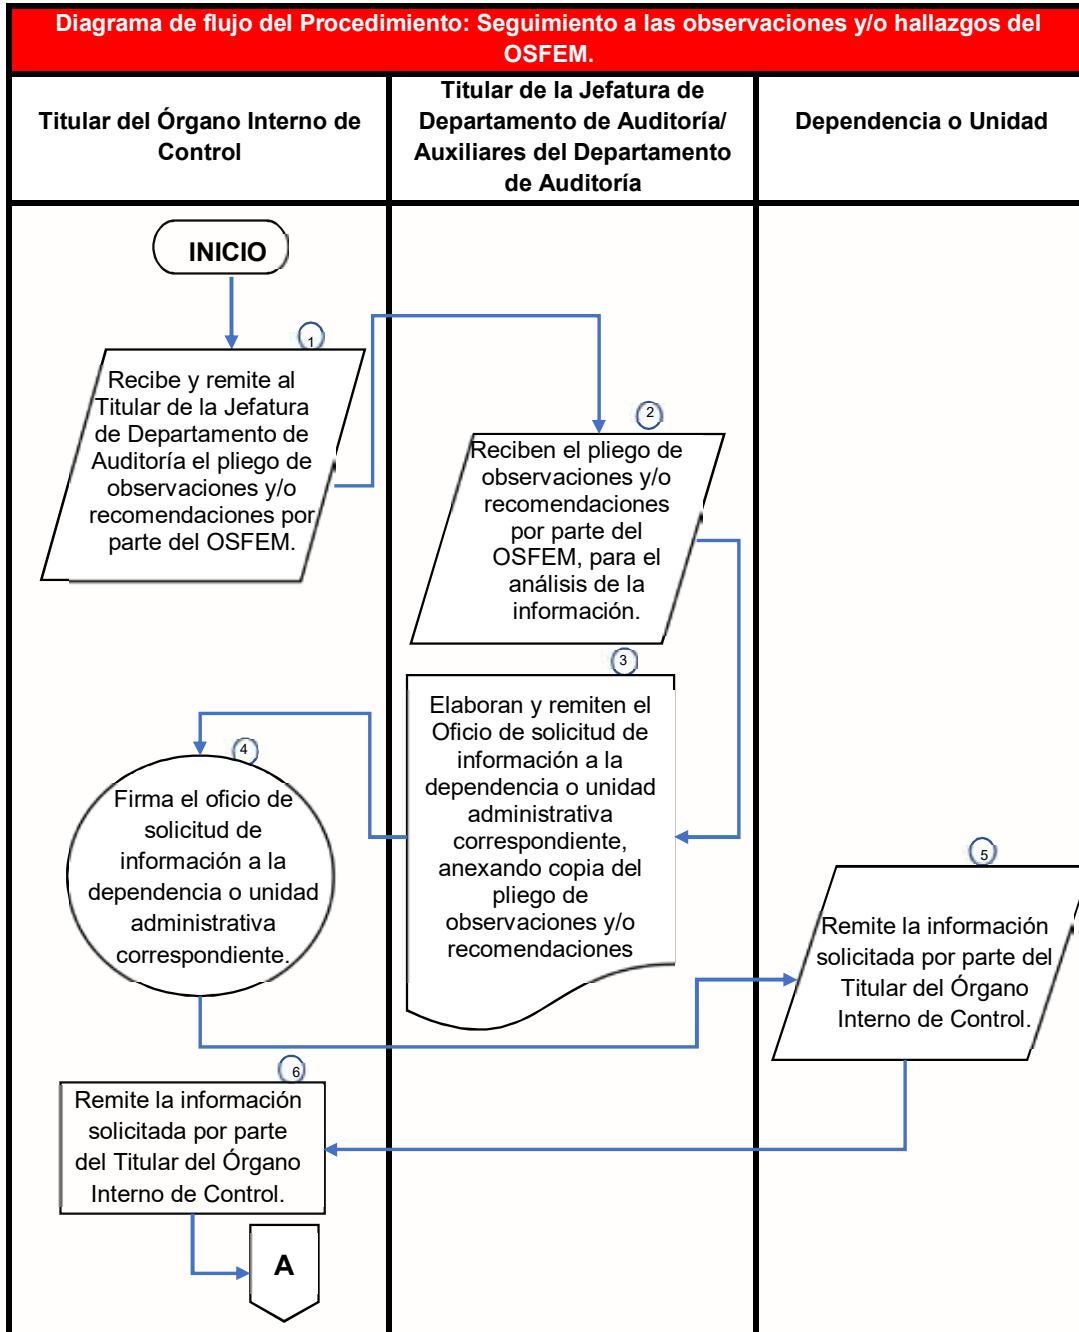 Diagrama de flujo del Procedimiento: Seguimiento a las observaciones y/o hallazgos del
OSFEM.
Titular del Órgano Interno de
Control
Titular de la Jefatura de
Departamento de Auditoría/
Auxiliares del Departamento
de Auditoría
Dependencia o Unidad
INICIO
1
Recibe y remite al
Titular de la Jefatura
de Departamento de
Auditoría el pliego de
observaciones y/o
recomendaciones por
parte del OSFEM.
2
Reciben el pliego de
observaciones y/o
recomendaciones
por parte del
OSFEM, para el
análisis de la
información.
3
Elaboran y remiten el
Oficio de solicitud de
información a la
dependencia o unidad
administrativa
correspondiente,
anexando copia del
pliego de
observaciones y/o
recomendaciones
4
Firma el oficio de
solicitud de
información a la
dependencia o unidad
administrativa
correspondiente.
5
Remite la información
solicitada por parte del
Titular del Órgano
Interno de Control.
6
Remite la información
solicitada por parte
del Titular del Órgano
Interno de Control.
A